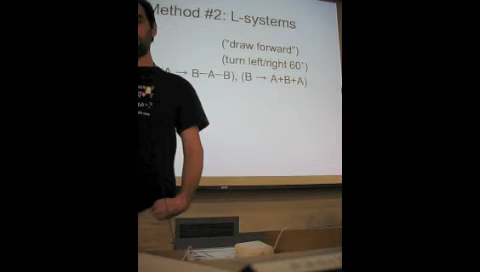 Method #2: L-systems
("draw forward")
(turn left/right 60°)
A → B−A−B), (B → A+B+A)